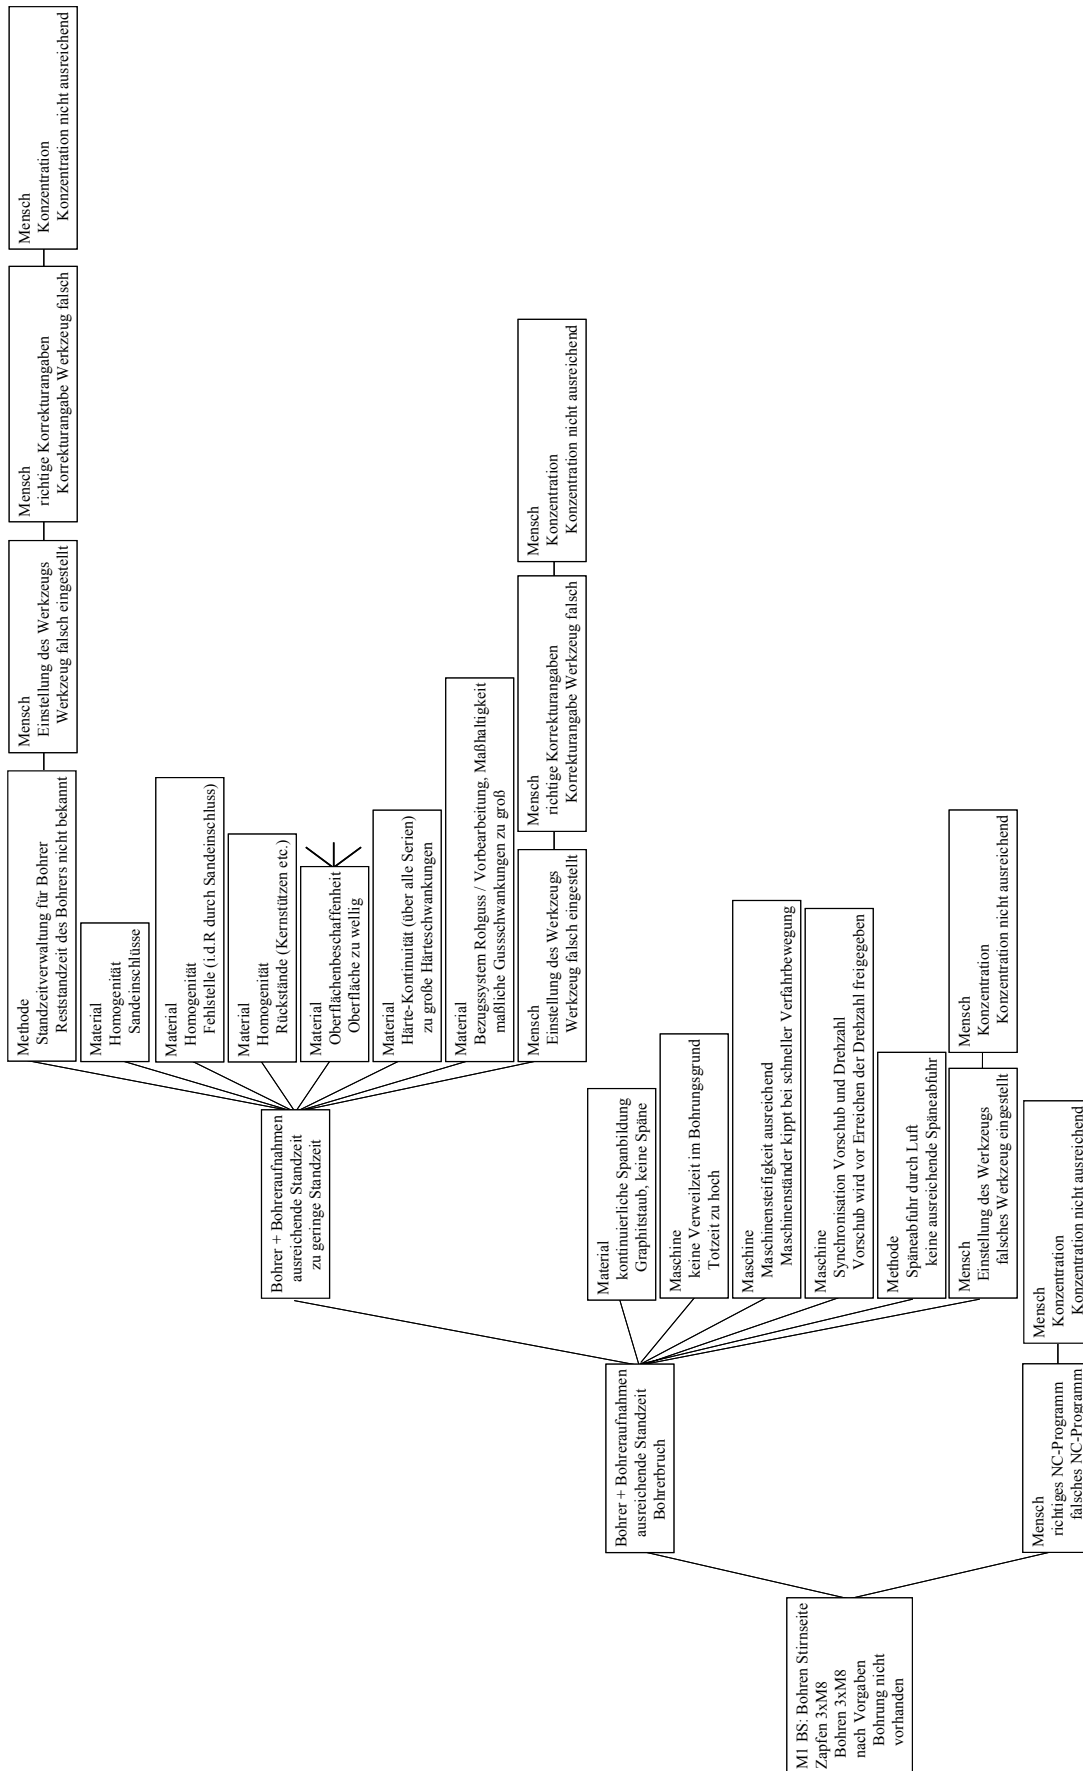 M1 BS: Bohren Stirnseite
Zapfen 3xM8
Bohren 3xM8
nach Vorgaben
Bohrung nicht
vorhanden
Bohrer + Bohreraufnahmen
ausreichende Standzeit
Bohrerbruch
Bohrer + Bohreraufnahmen
ausreichende Standzeit
zu geringe Standzeit
Methode
Standzeitverwaltung für Bohrer
Reststandzeit des Bohrers nicht bekannt
Mensch
Einstellung des Werkzeugs
Werkzeug falsch eingestellt
Mensch
richtige Korrekturangaben
Korrekturangabe Werkzeug falsch
Mensch
Konzentration
Konzentration nicht ausreichend
Material
Homogenität
Sandeinschlüsse
Material
Homogenität
Fehlstelle (i.d.R durch Sandeinschluss)
Material
Homogenität
Rückstände (Kernstützen etc.)
Material
Oberflächenbeschaffenheit
Oberfläche zu wellig
Material
Härte-Kontinuität (über alle Serien)
zu große Härteschwankungen
Material
Bezugssystem Rohguss / Vorbearbeitung, Maßhaltigkeit
maßliche Gussschwankungen zu groß
Mensch
Einstellung des Werkzeugs
Werkzeug falsch eingestellt
Mensch
richtige Korrekturangaben
Korrekturangabe Werkzeug falsch
Mensch
Konzentration
Konzentration nicht ausreichend
Material
kontinuierliche Spanbildung
Graphitstaub, keine Späne
Maschine
keine Verweilzeit im Bohrungsgrund
Totzeit zu hoch
Maschine
Maschinensteifigkeit ausreichend
Maschinenständer kippt bei schneller Verfahrbewegung
Maschine
Synchronisation Vorschub und Drehzahl
Vorschub wird vor Erreichen der Drehzahl freigegeben
Methode
Späneabfuhr durch Luft
keine ausreichende Späneabfuhr
Mensch
Einstellung des Werkzeugs
falsches Werkzeug eingestellt
Mensch
Konzentration
Konzentration nicht ausreichend
Mensch
richtiges NC-Programm
falsches NC-Programm
Mensch
Konzentration
Konzentration nicht ausreichend